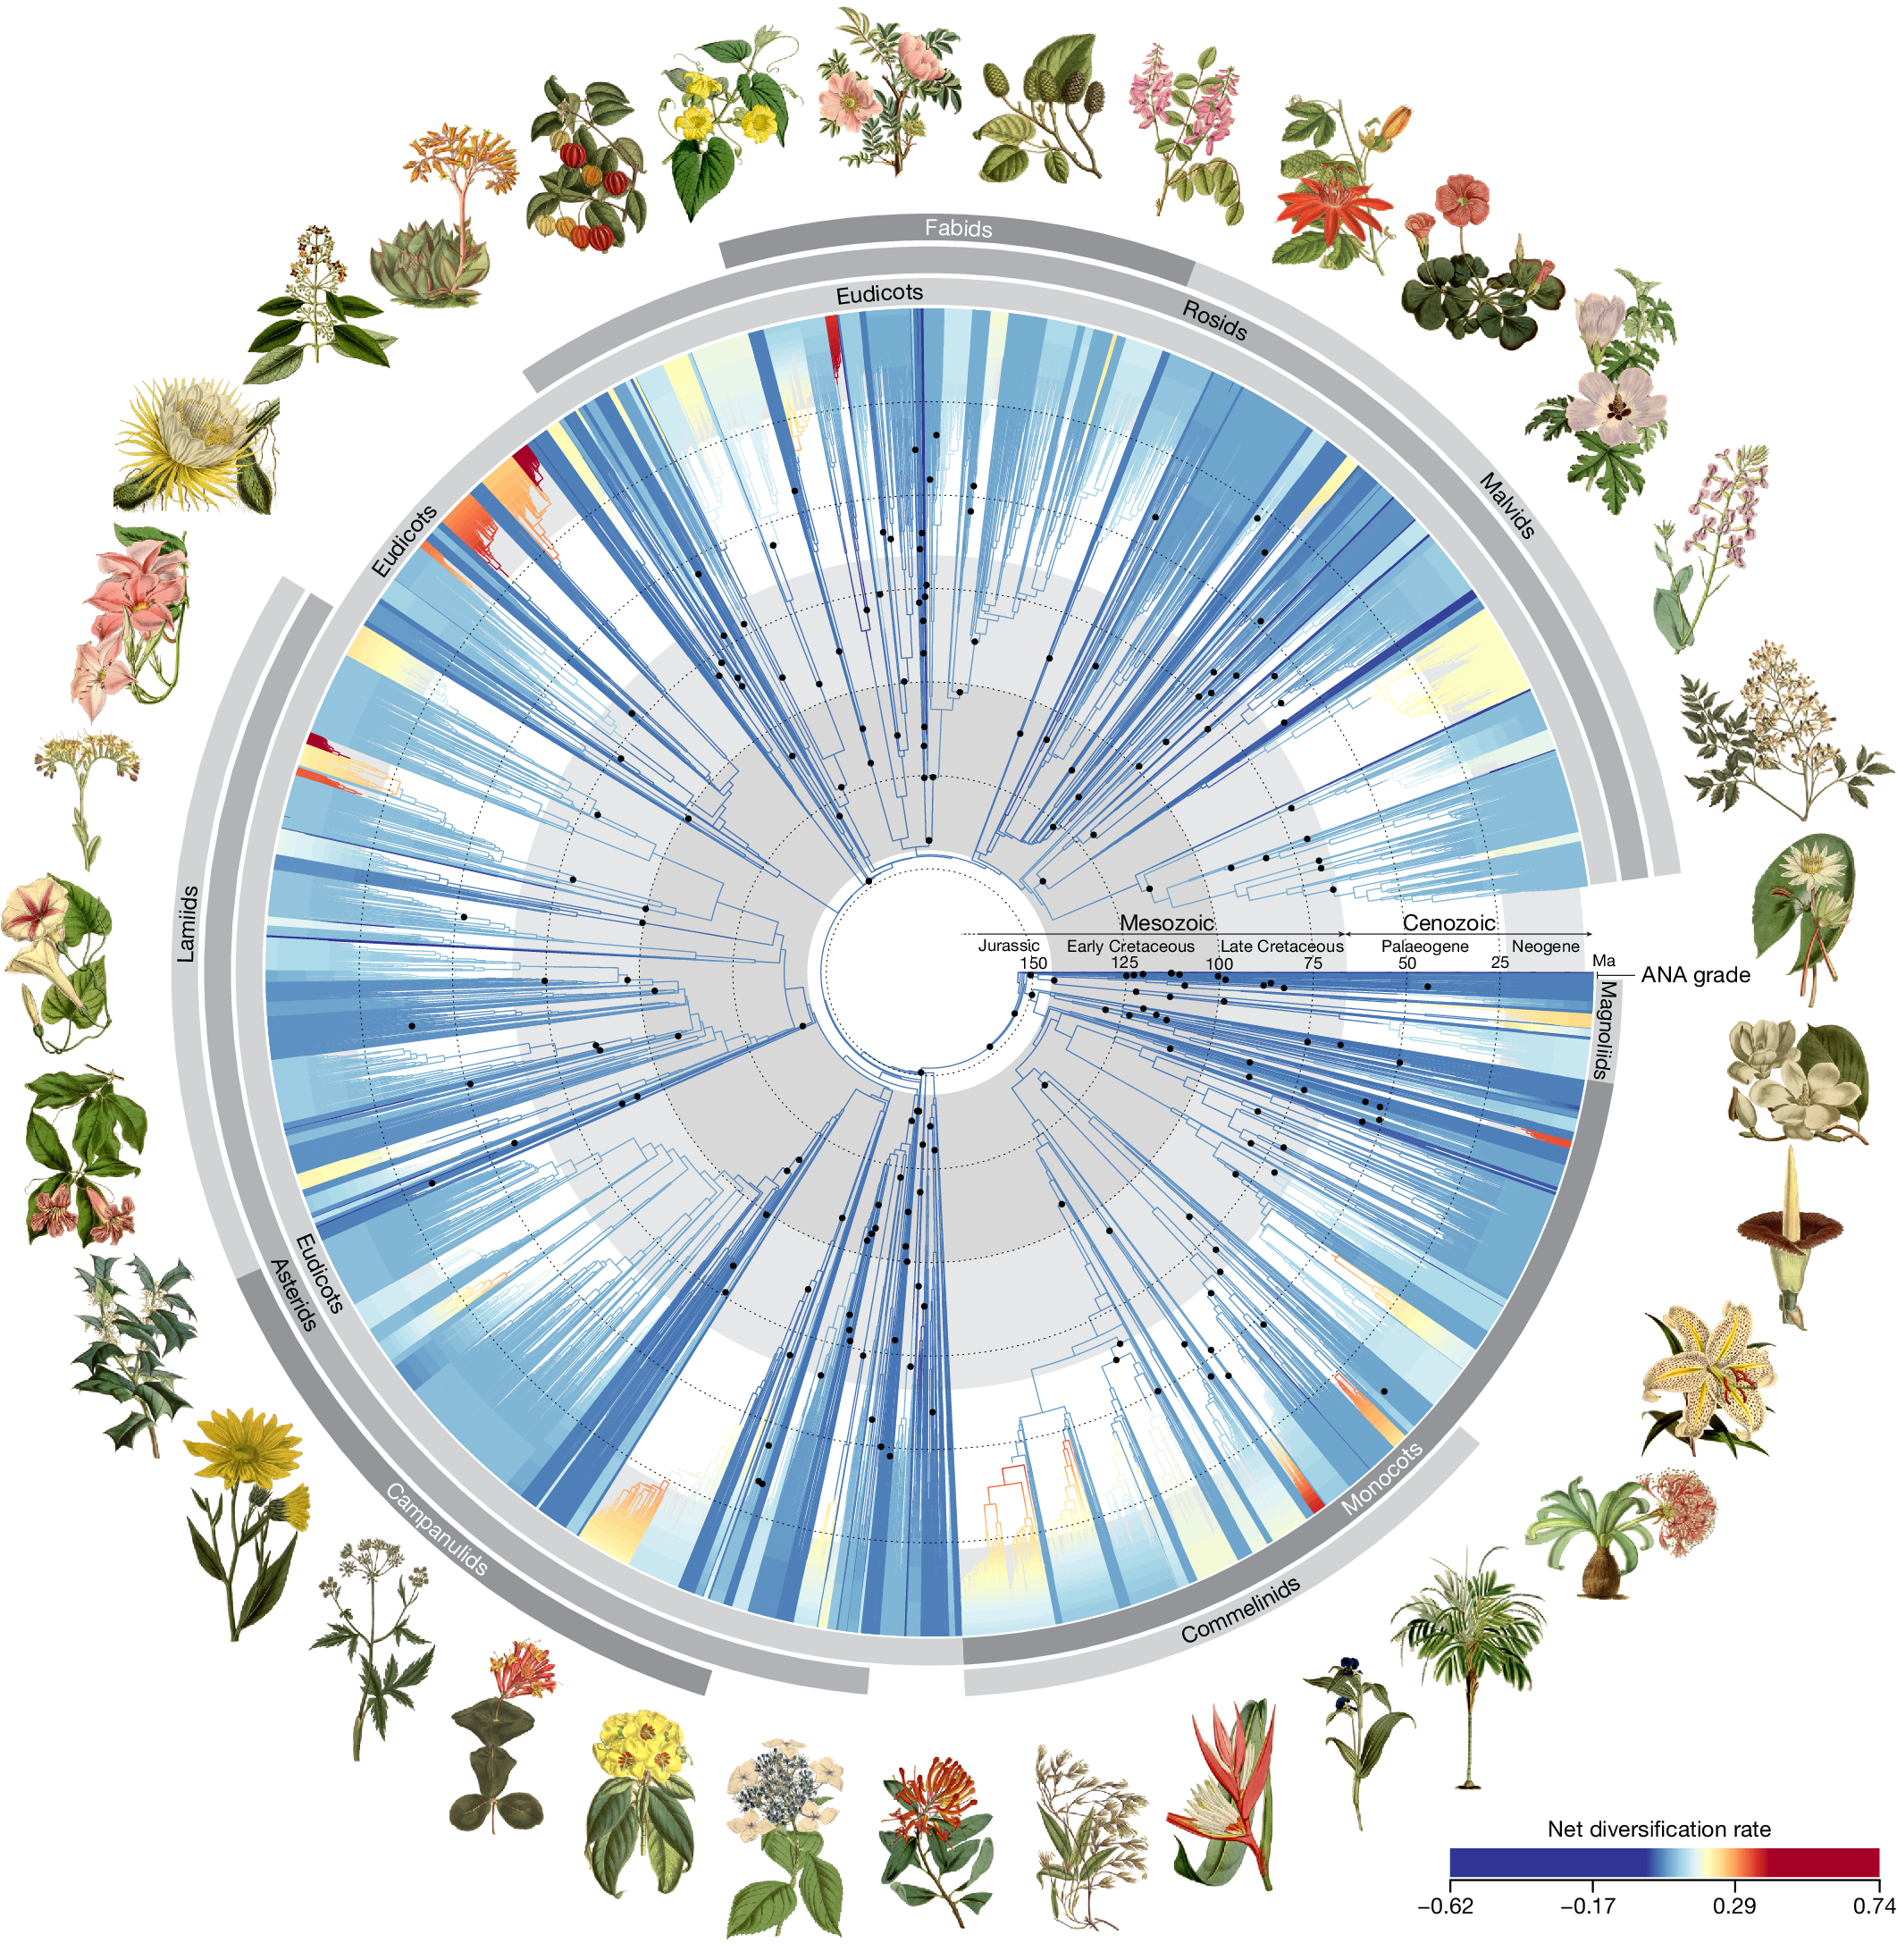 Fabids
Eudicots
Rosids
Malvids
Eudicots
Lamiids
Mesozoic
Cenozoic
Jurassic
Early Cretaceous
Late Cretaceous
Palaeogene
Neogene
150
125
100
75
50
25
Ma
ANA grade
Magnoliids
Eudicots
Asterids
Campanulids
Monocots
Commelinids
Net diversification rate
−0.62
−0.17
0.29
0.74